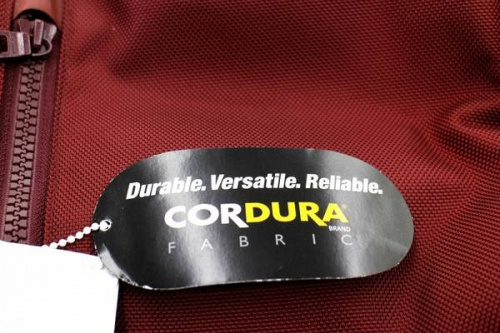 Durable. Versatile. Reliable.
CORDURA®
BRAND
FABRIC